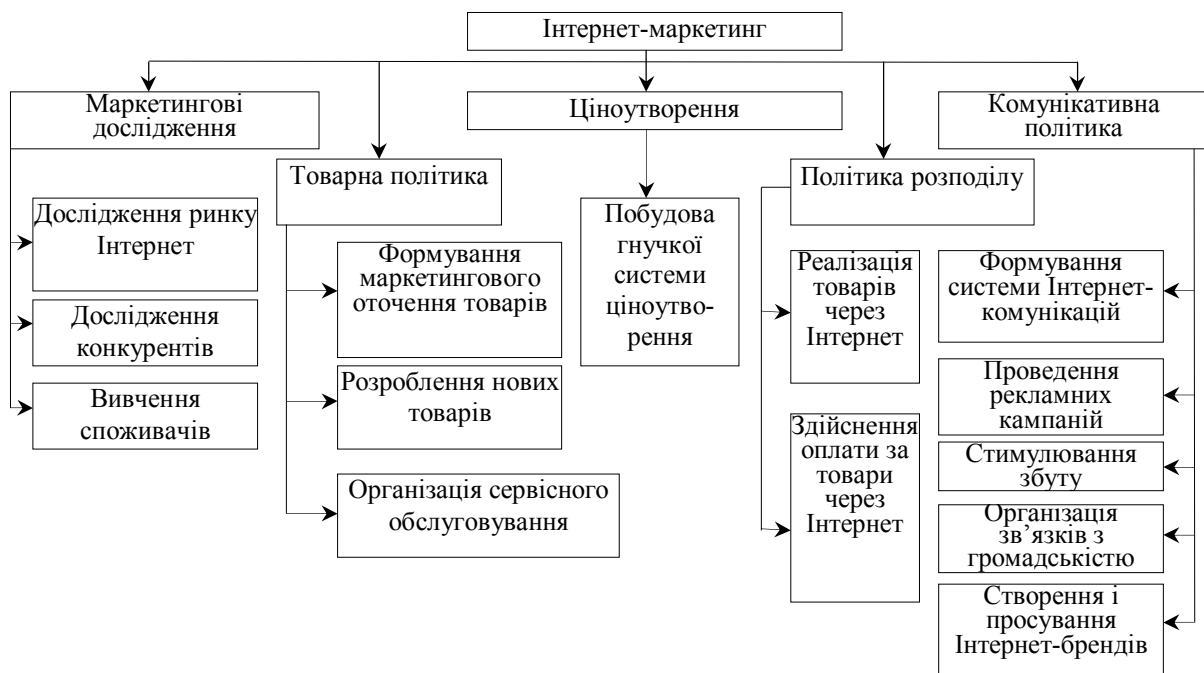 Інтернет-маркетинг
Маркетингові
дослідження
Ціноутворення
Комунікативна
політика
Товарна політика
Політика розподілу
Дослідження ринку
Інтернет
Дослідження
конкурентів
Вивчення
споживачів
Формування
маркетингового
оточення товарів
Розроблення нових
товарів
Організація сервісного
обслуговування
Побудова
гнучкої
системи
ціноутво-
рення
Реалізація
товарів
через
Інтернет
Здійснення
оплати за
товари
через
Інтернет
Формування
системи Інтернет-
комунікацій
Проведення
рекламних
кампаній
Стимулювання
збуту
Організація
зв’язків з
громадськістю
Створення і
просування
Інтернет-брендів